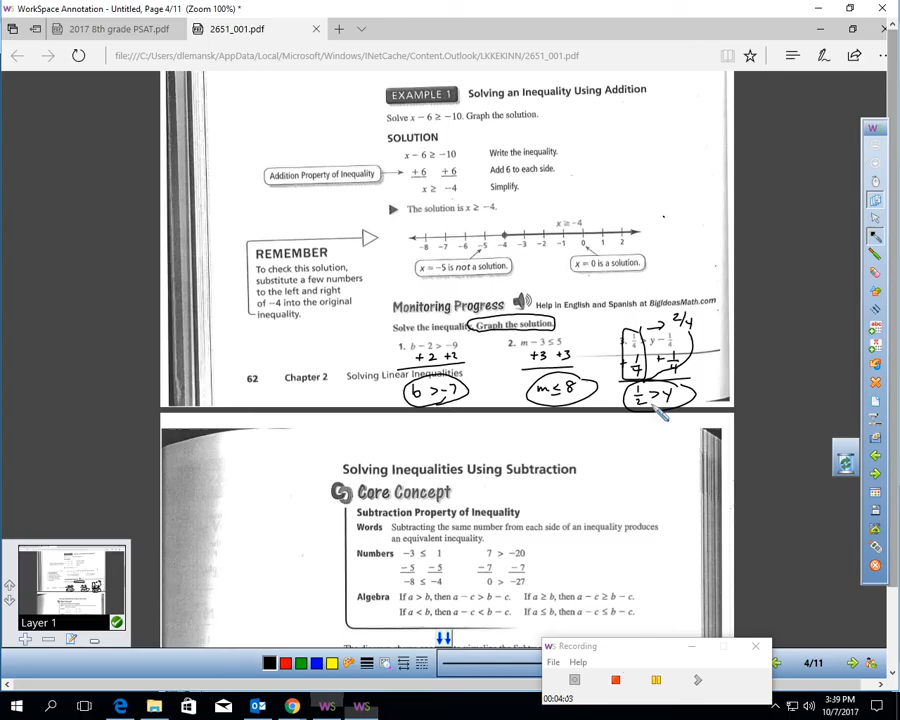 WorkSpace Annotation - Untitled, Page 4/11 (Zoom 100%) *
2017 8th grade PSAT.pdf
2651_001.pdf
file:///C:/Users/dlemansk/AppData/Local/Microsoft/Windows/INetCache/Content.Outlook/LKKEKINN/2651_001.pdf
EXAMPLE 1 Solving an Inequality Using Addition
Solve x − 6 ≥ −10. Graph the solution.
SOLUTION
x − 6 ≥ −10 Write the inequality.
Addition Property of Inequality + 6 + 6 Add 6 to each side.
x ≥ −4 Simplify.
The solution is x ≥ −4.
x ≥ −4
-8 -7 -6 -5 -4 -3 -2 -1 0 1 2
x = −5 is not a solution. x = 0 is a solution.
REMEMBER
To check this solution,
substitute a few numbers
to the left and right
of −4 into the original
inequality.
Monitoring Progress Help in English and Spanish at BigIdeasMath.com
Solve the inequality. Graph the solution.
→ 2/4
1. b − 2 > −9 2. m − 3 ≤ 5 1/4 y − 1/4
+ 2 +2 +3 +3 + 1/4 + 1/4
62 Chapter 2 Solving Linear Inequalities
b > -7 m ≤ 8 1/2 > y
Solving Inequalities Using Subtraction
Core Concept
Subtraction Property of Inequality
Words Subtracting the same number from each side of an inequality produces
an equivalent inequality.
Numbers −3 ≤ 1 7 > −20
− 5 − 5 − 7 − 7
−8 ≤ −4 0 > −27
Algebra If a > b, then a − c > b − c. If a ≥ b, then a − c ≥ b − c.
If a < b, then a − c < b − c. If a ≤ b, then a − c ≤ b − c.
Layer 1
Recording
File Help
00:04:03
4/11
3:39 PM
10/7/2017